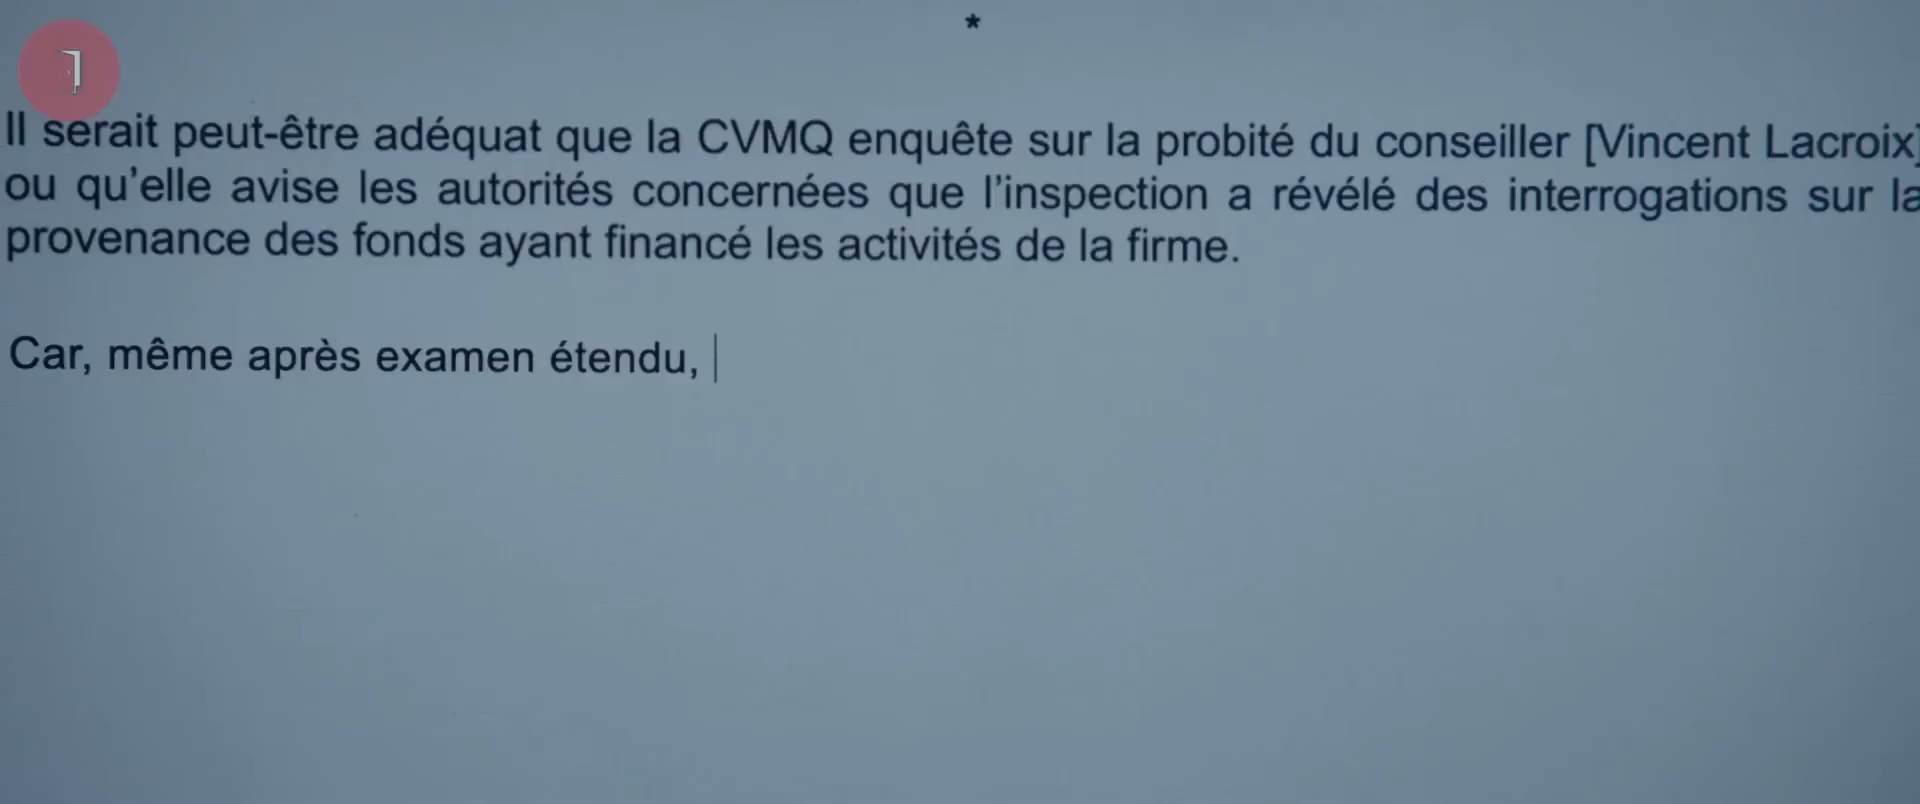 *
Il serait peut-être adéquat que la CVMQ enquête sur la probité du conseiller [Vincent Lacroix]
ou qu'elle avise les autorités concernées que l'inspection a révélé des interrogations sur la
provenance des fonds ayant financé les activités de la firme.
Car, même après examen étendu,